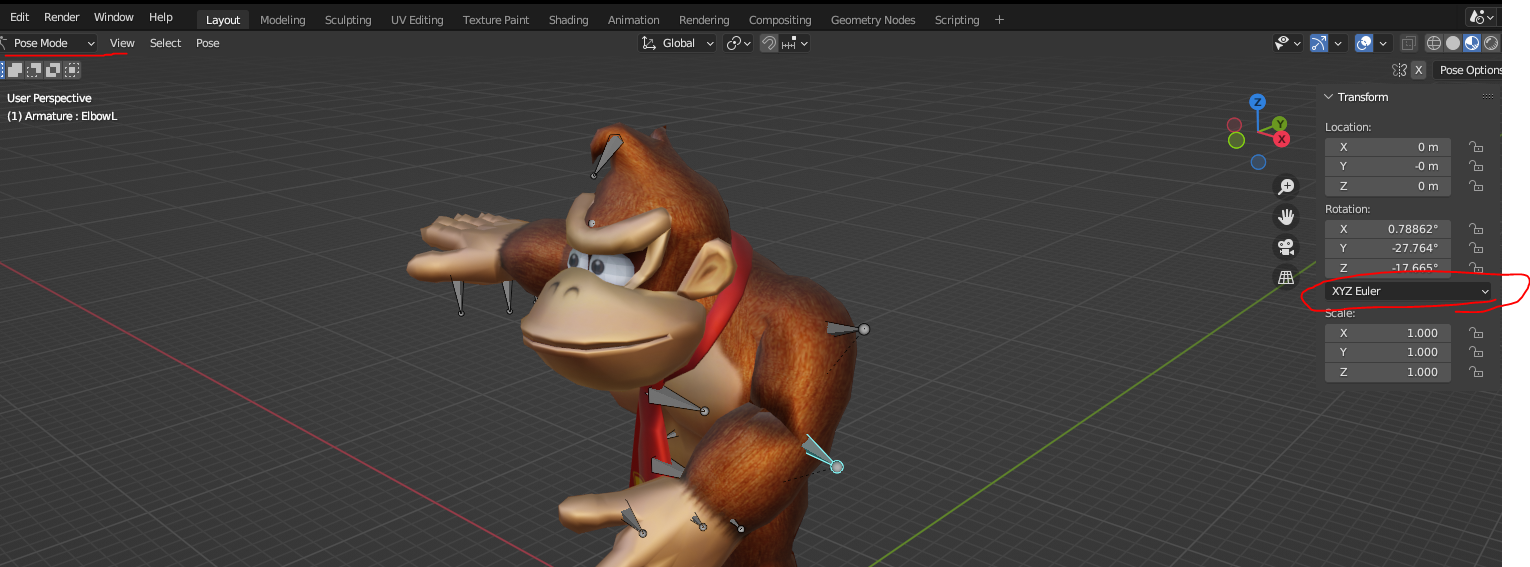 Edit Render Window Help Layout Modeling Sculpting UV Editing Texture Paint Shading Animation Rendering Compositing Geometry Nodes Scripting +
Pose Mode View Select Pose Global
X Pose Options
User Perspective
(1) Armature : ElbowL
Transform
Location:
X 0 m
Y -0 m
Z 0 m
Rotation:
X 0.78862°
Y -27.764°
Z -17.665°
XYZ Euler
Scale:
X 1.000
Y 1.000
Z 1.000
Z
Y
X